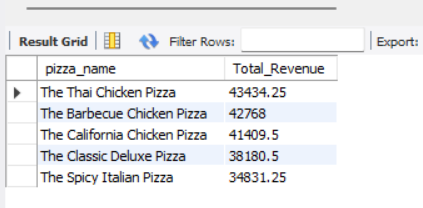 Result Grid Filter Rows: Export:
pizza_name Total_Revenue
The Thai Chicken Pizza 43434.25
The Barbecue Chicken Pizza 42768
The California Chicken Pizza 41409.5
The Classic Deluxe Pizza 38180.5
The Spicy Italian Pizza 34831.25